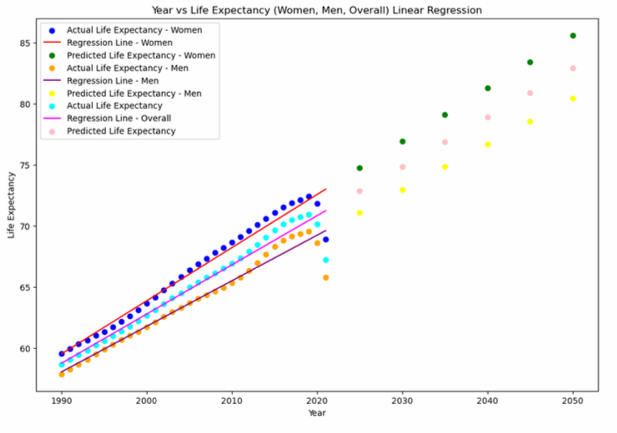 Year vs Life Expectancy (Women, Men, Overall) Linear Regression
Actual Life Expectancy - Women
Regression Line - Women
Predicted Life Expectancy - Women
Actual Life Expectancy - Men
Regression Line - Men
Predicted Life Expectancy - Men
Actual Life Expectancy
Regression Line - Overall
Predicted Life Expectancy
85
80
75
70
65
60
Life Expectancy
1990 2000 2010 2020 2030 2040 2050
Year